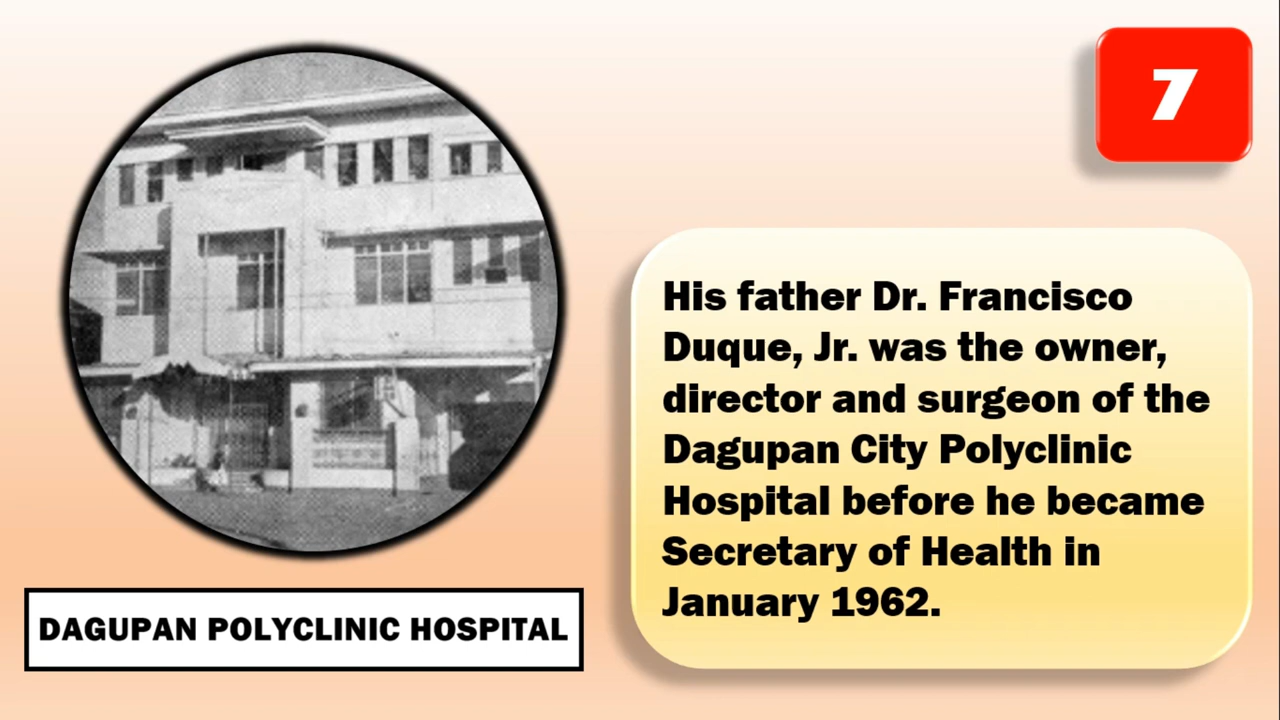 7
His father Dr. Francisco
Duque, Jr. was the owner,
director and surgeon of the
Dagupan City Polyclinic
Hospital before he became
Secretary of Health in
January 1962.
DAGUPAN POLYCLINIC HOSPITAL